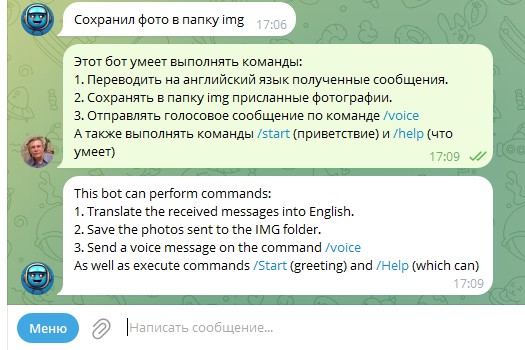 Сохранил фото в папку img 17:06
Этот бот умеет выполнять команды:
1. Переводить на английский язык полученные сообщения.
2. Сохранять в папку img присланные фотографии.
3. Отправлять голосовое сообщение по команде /voice
А также выполнять команды /start (приветствие) и /help (что
умеет) 17:09
This bot can perform commands:
1. Translate the received messages into English.
2. Save the photos sent to the IMG folder.
3. Send a voice message on the command /voice
As well as execute commands /Start (greeting) and /Help (which can)
17:09
Меню Написать сообщение...